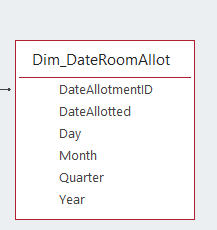 Dim_DateRoomAllot
DateAllotmentID
DateAllotted
Day
Month
Quarter
Year